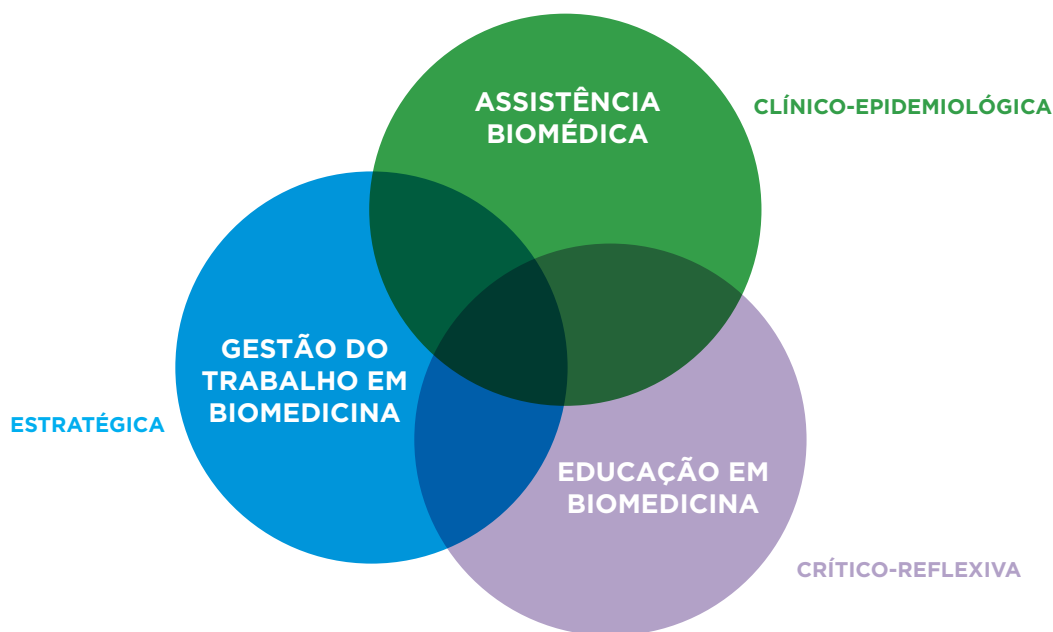 ASSISTÊNCIA
BIOMÉDICA
CLÍNICO-EPIDEMIOLÓGICA
GESTÃO DO
TRABALHO EM
BIOMEDICINA
ESTRATÉGICA
EDUCAÇÃO EM
BIOMEDICINA
CRÍTICO-REFLEXIVA